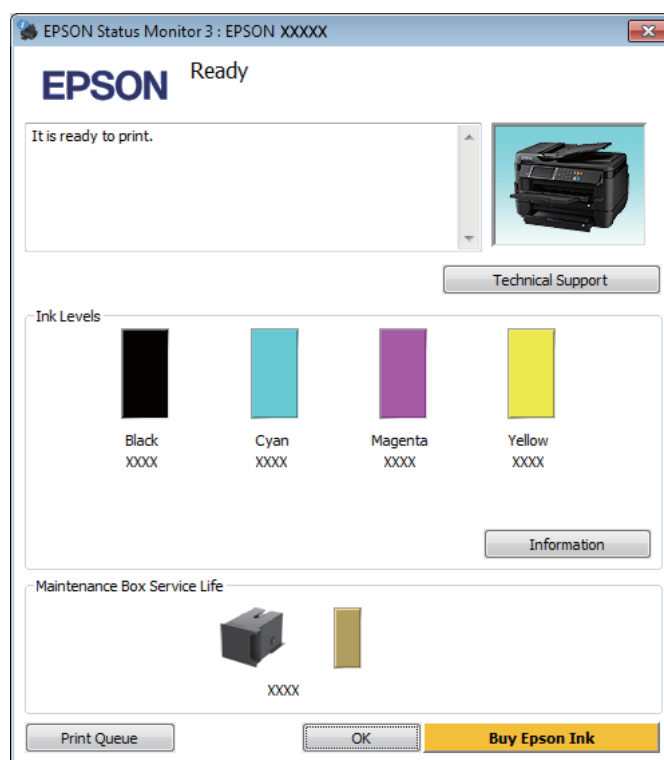 EPSON Status Monitor 3 : EPSON XXXXX
EPSON
Ready
It is ready to print.
Technical Support
Ink Levels
Black
Cyan
Magenta
Yellow
XXXX
XXXX
XXXX
XXXX
Information
Maintenance Box Service Life
XXXX
Print Queue
OK
Buy Epson Ink